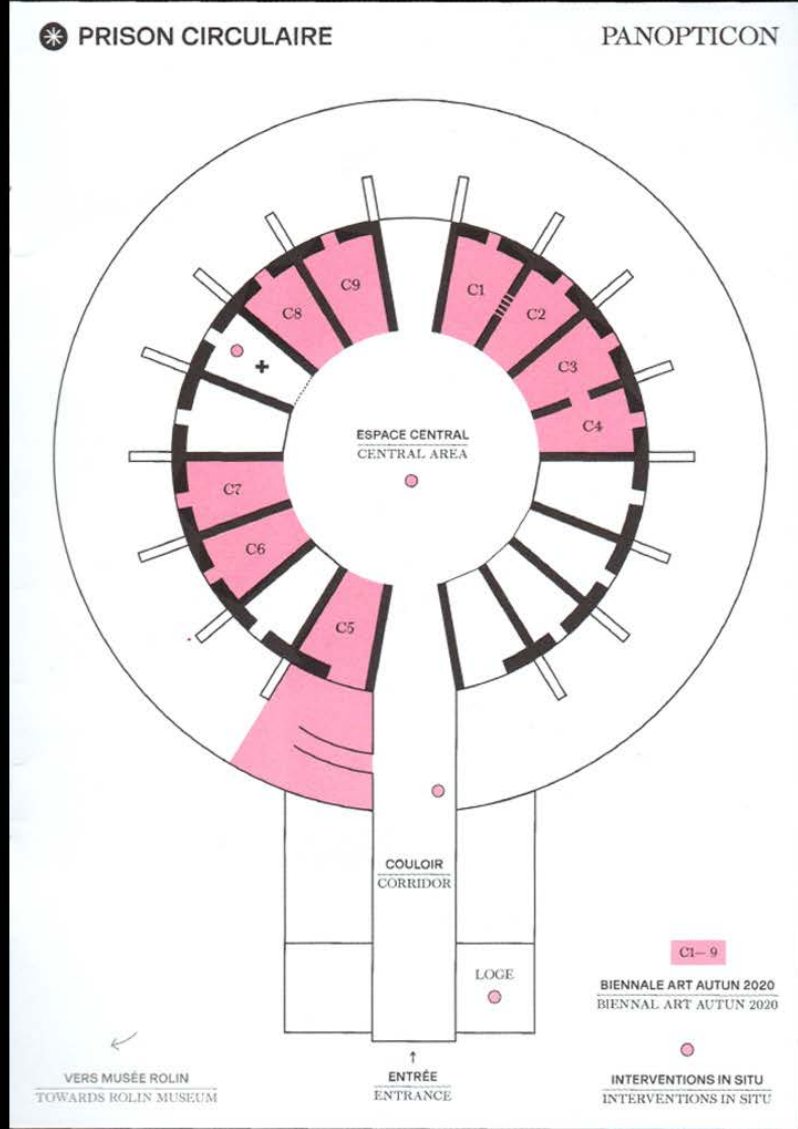 PRISON CIRCULAIRE
PANOPTICON
C9
C1
C8
C2
C3
C4
ESPACE CENTRAL
CENTRAL AREA
C7
C6
C5
COULOIR
CORRIDOR
LOGE
C1– 9
BIENNALE ART AUTUN 2020
BIENNAL ART AUTUN 2020
VERS MUSÉE ROLIN
TOWARDS ROLIN MUSEUM
ENTRÉE
ENTRANCE
INTERVENTIONS IN SITU
INTERVENTIONS IN SITU